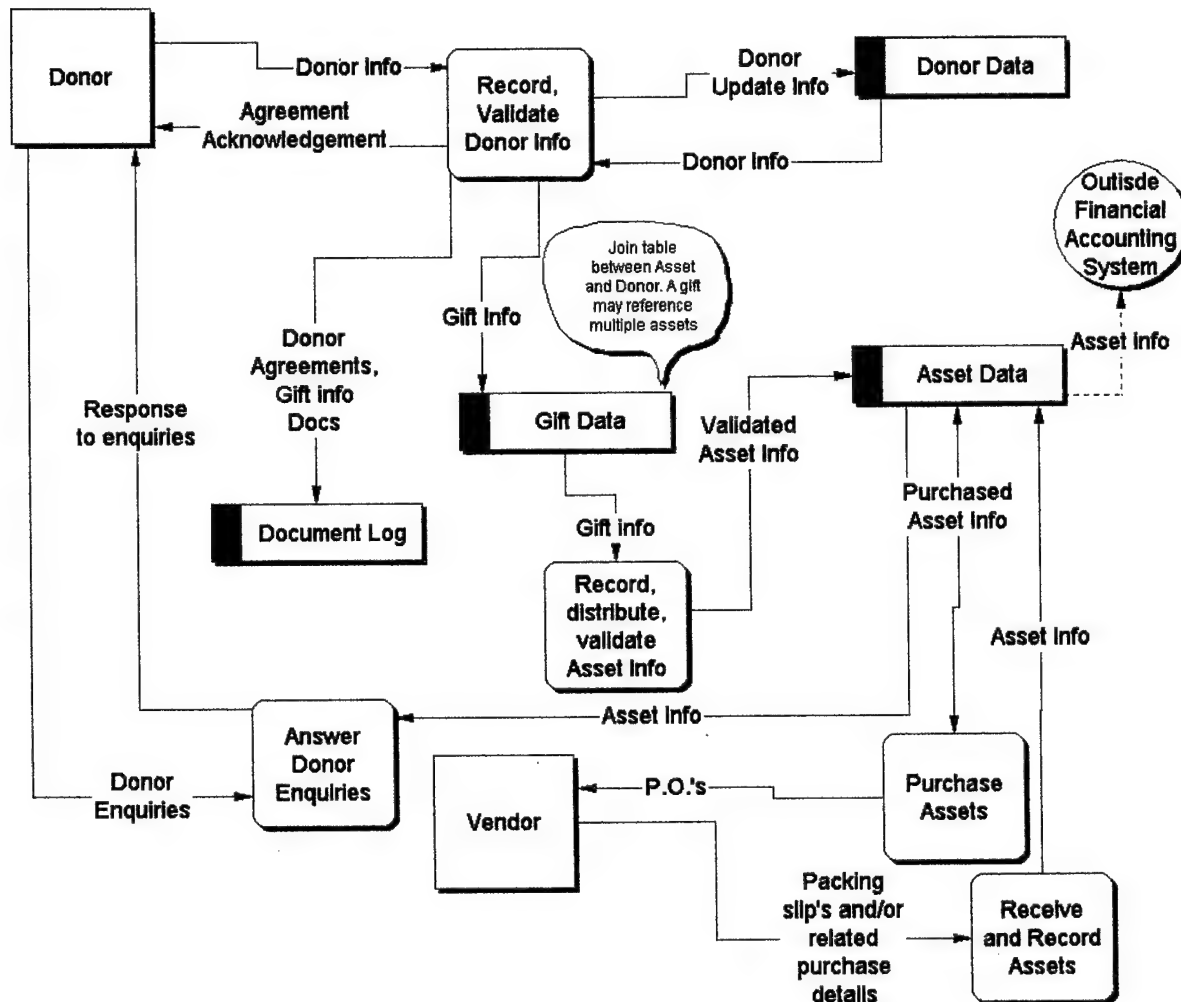 Donor
Donor Info
Record,
Validate
Donor Info
Donor
Update Info
Donor Data
Agreement
Acknowledgement
Donor Info
Outisde
Financial
Accounting
System
Join table
between Asset
and Donor. A gift
may reference
multiple assets
Gift Info
Donor
Agreements,
Gift info
Docs
Asset Info
Asset Data
Response
to enquiries
Gift Data
Validated
Asset Info
Purchased
Asset Info
Document Log
Gift info
Record,
distribute,
validate
Asset Info
Asset Info
Asset Info
Answer
Donor
Enquiries
Donor
Enquiries
Vendor
P.O.'s
Purchase
Assets
Packing
slip's and/or
related
purchase
details
Receive
and Record
Assets